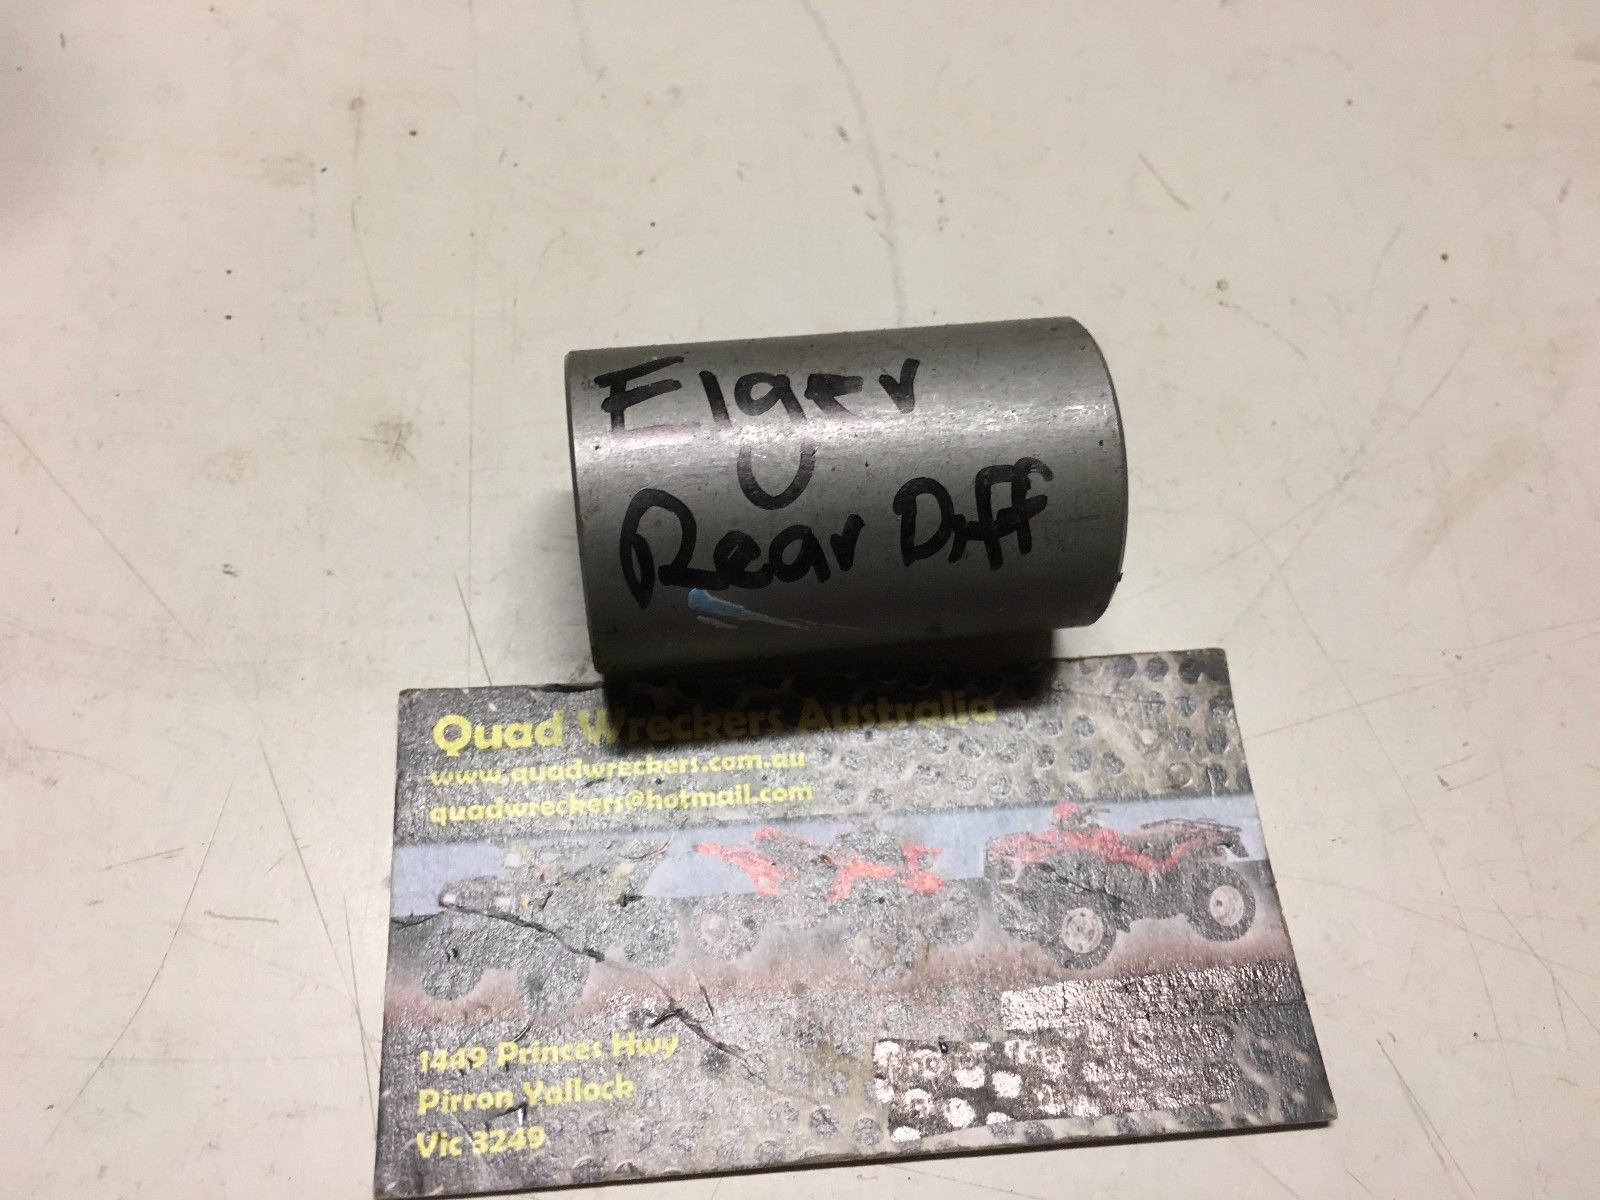 Eiger
Rear Diff
Quad Wreckers Australia
www.quadwreckers.com.au
quadwreckers@hotmail.com
1449 Princes Hwy
Pirron Yallock
Vic 3249